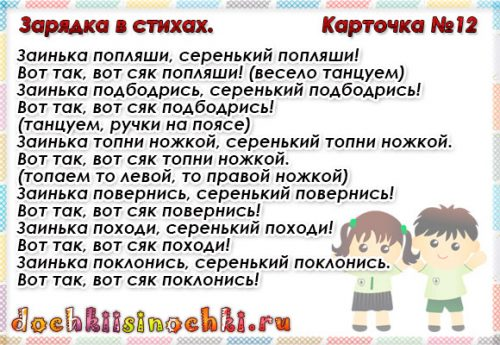 Зарядка в стихах. Карточка №12
Заинька попляши, серенький попляши!
Вот так, вот сяк попляши! (весело танцуем)
Заинька подбодрись, серенький подбодрись!
Вот так, вот сяк подбодрись!
(танцуем, ручки на поясе)
Заинька топни ножкой, серенький топни ножкой.
Вот так, вот сяк топни ножкой.
(топаем то левой, то правой ножкой)
Заинька повернись, серенький повернись!
Вот так, вот сяк повернись!
Заинька походи, серенький походи!
Вот так, вот сяк походи!
Заинька поклонись, серенький поклонись.
Вот так, вот сяк поклонись!
dochkiisinochki.ru